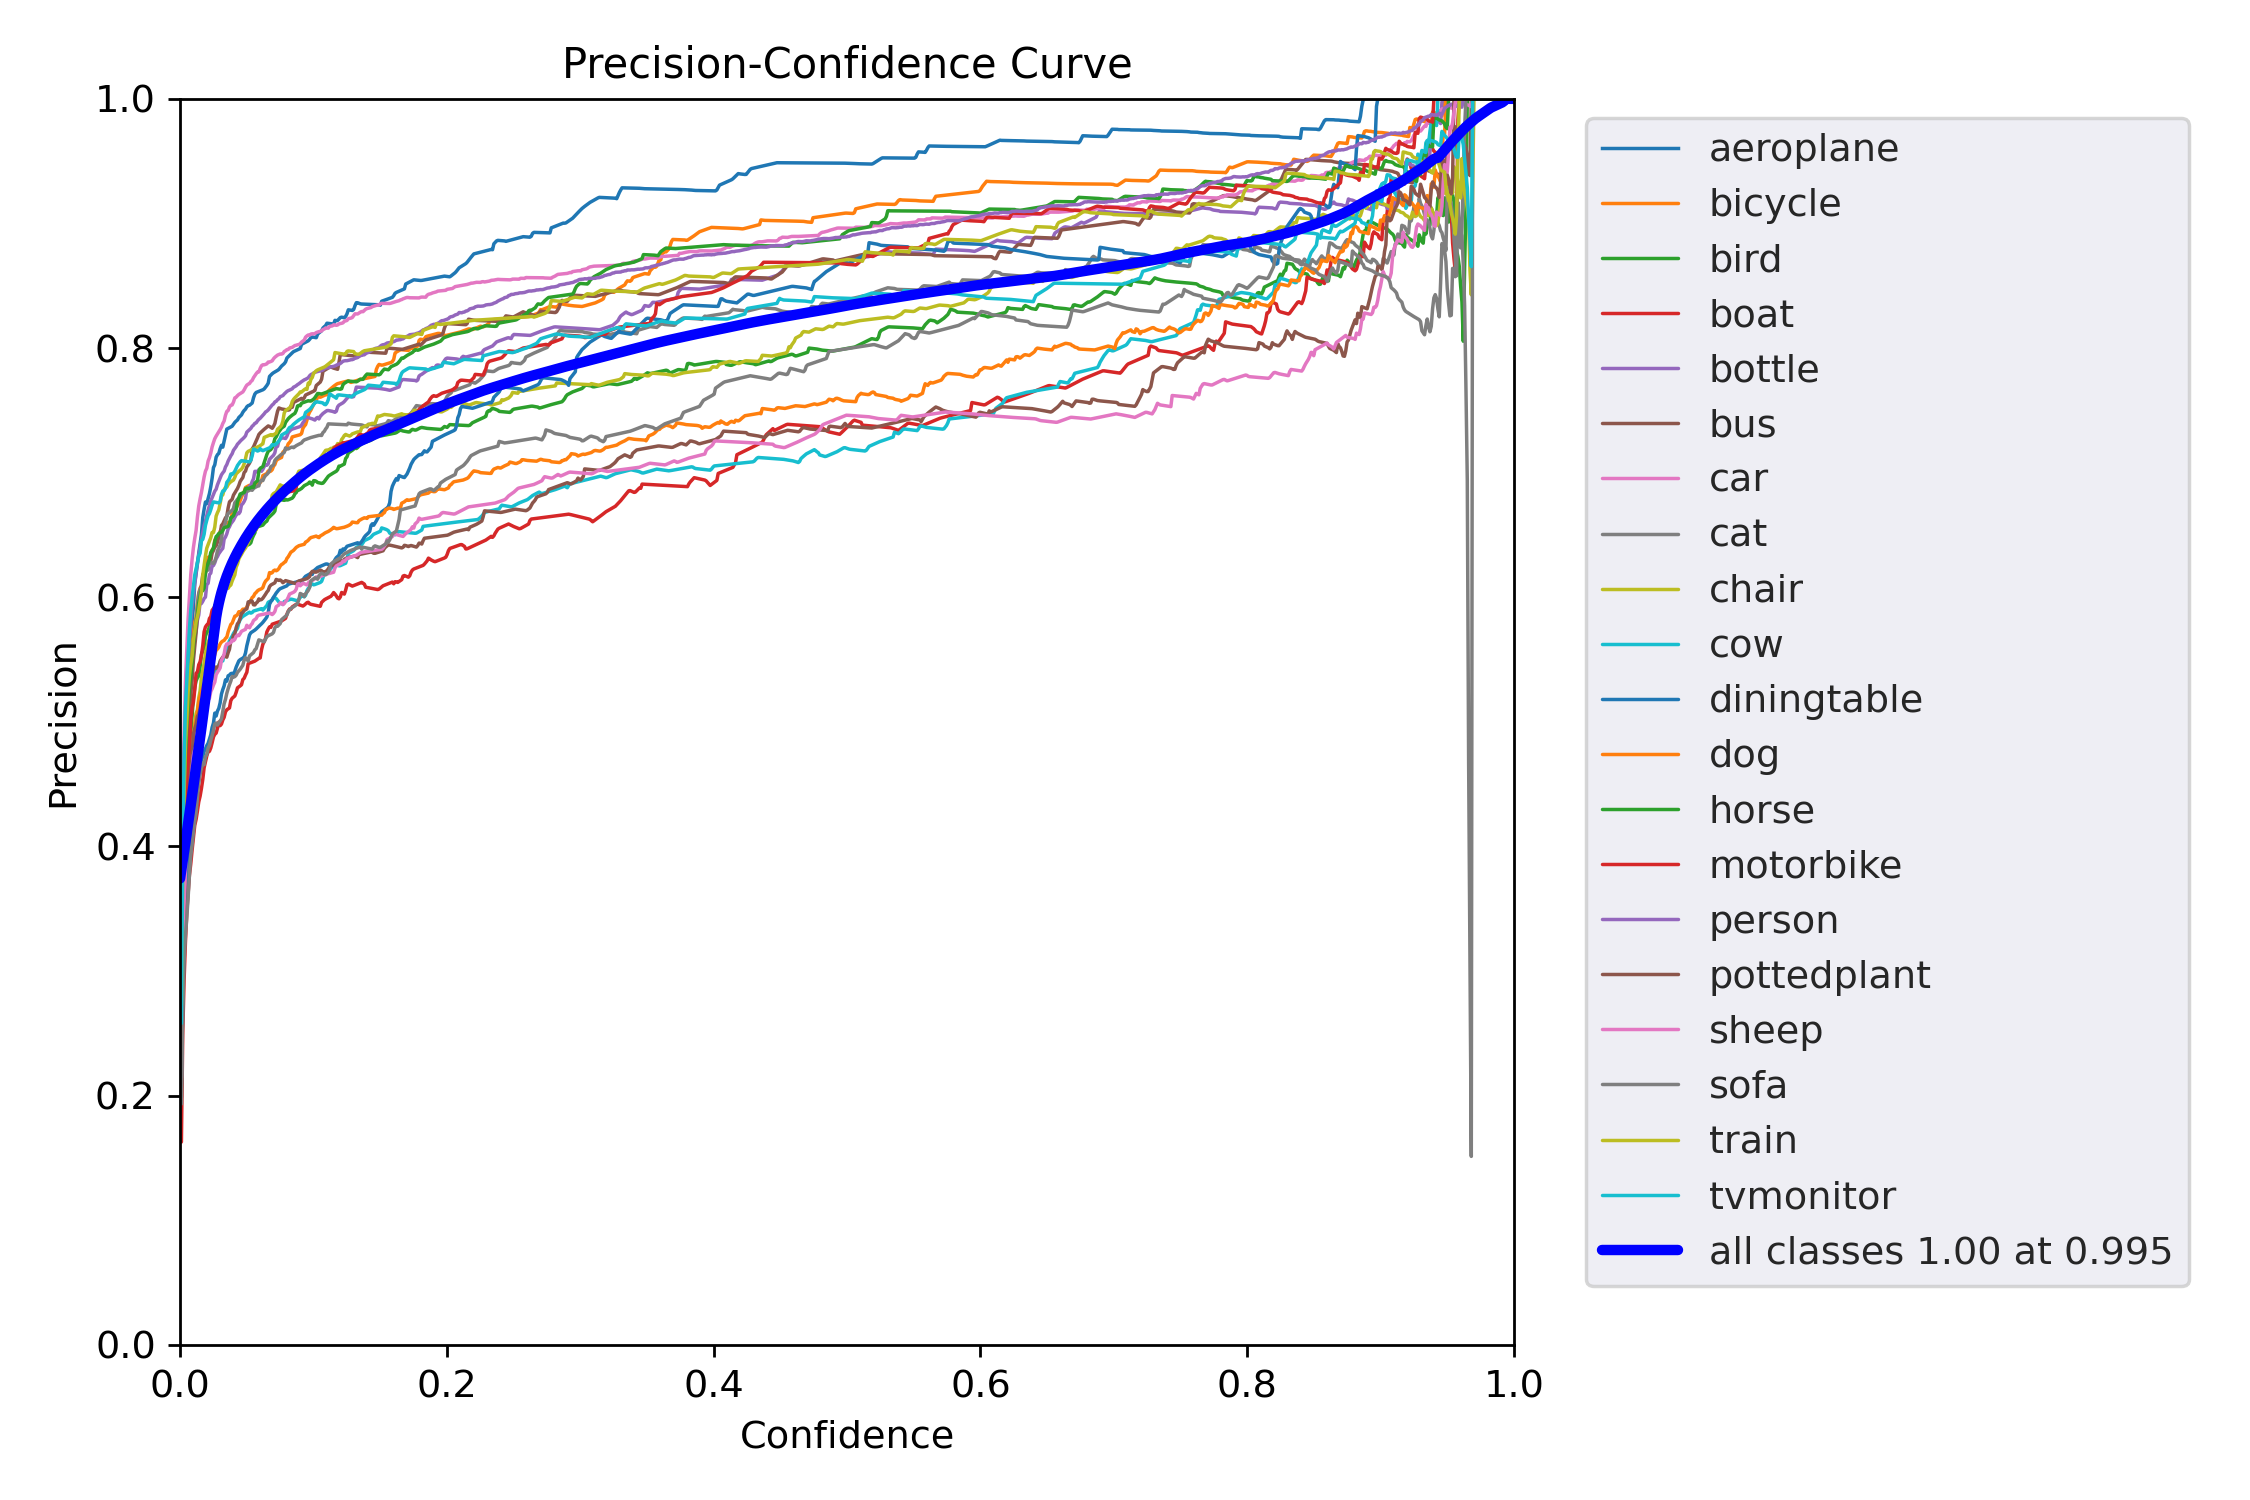 Precision-Confidence Curve
1.0
0.8
0.6
0.4
0.2
0.0
Precision
0.0 0.2 0.4 0.6 0.8 1.0
Confidence
aeroplane
bicycle
bird
boat
bottle
bus
car
cat
chair
cow
diningtable
dog
horse
motorbike
person
pottedplant
sheep
sofa
train
tvmonitor
all classes 1.00 at 0.995